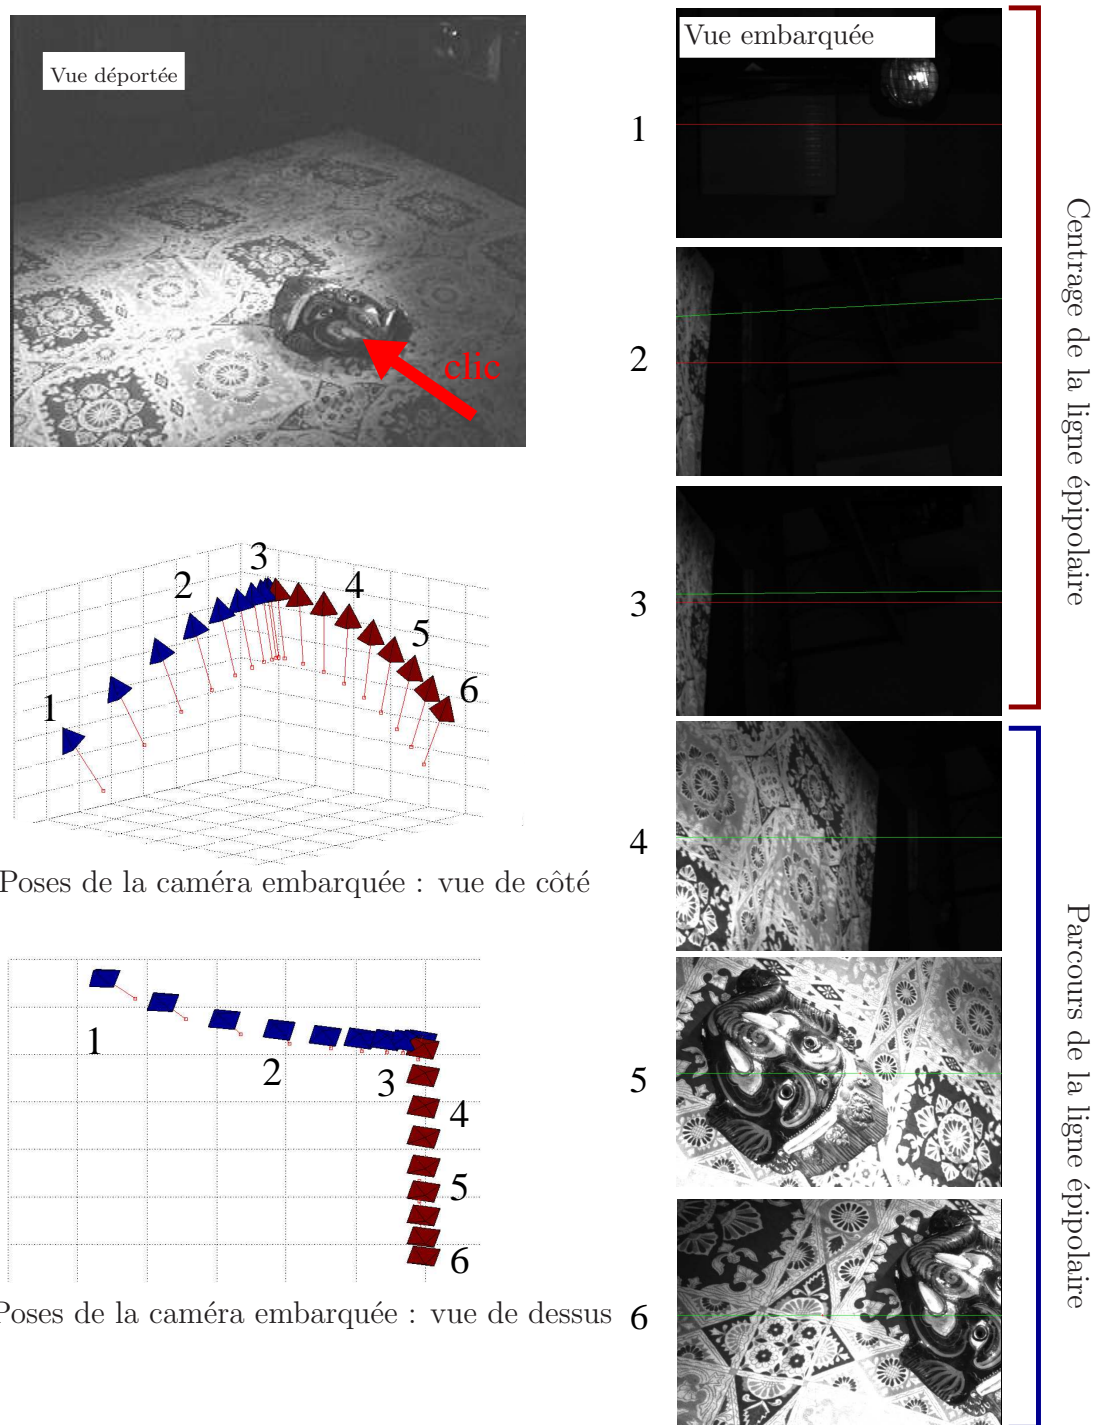 Vue déportée
clic
Vue embarquée
1
2
3
4
5
6
Centrage de la ligne épipolaire
Parcours de la ligne épipolaire
1
2
3
4
5
6
Poses de la caméra embarquée : vue de côté
1
2
3
4
5
6
Poses de la caméra embarquée : vue de dessus